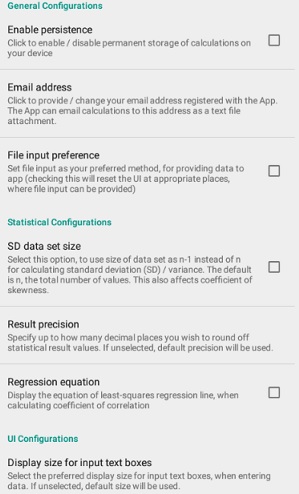 General Configurations
Enable persistence
Click to enable / disable permanent storage of calculations on
your device
Email address
Click to provide / change your email address registered with the App.
The App can email calculations to this address as a text file
attachment.
File input preference
Set file input as your preferred method, for providing data to
app (checking this will reset the UI at appropriate places,
where file input can be provided)
Statistical Configurations
SD data set size
Select this option, to use size of data set as n-1 instead of n
for calculating standard deviation (SD) / variance. The default
is n, the total number of values. This also affects coefficient of
skewness.
Result precision
Specify up to how many decimal places you wish to round off
statistical result values. If unselected, default precision will be used.
Regression equation
Display the equation of least-squares regression line, when
calculating coefficient of correlation
UI Configurations
Display size for input text boxes
Select the preferred display size for input text boxes, when entering
data. If unselected, default size will be used.